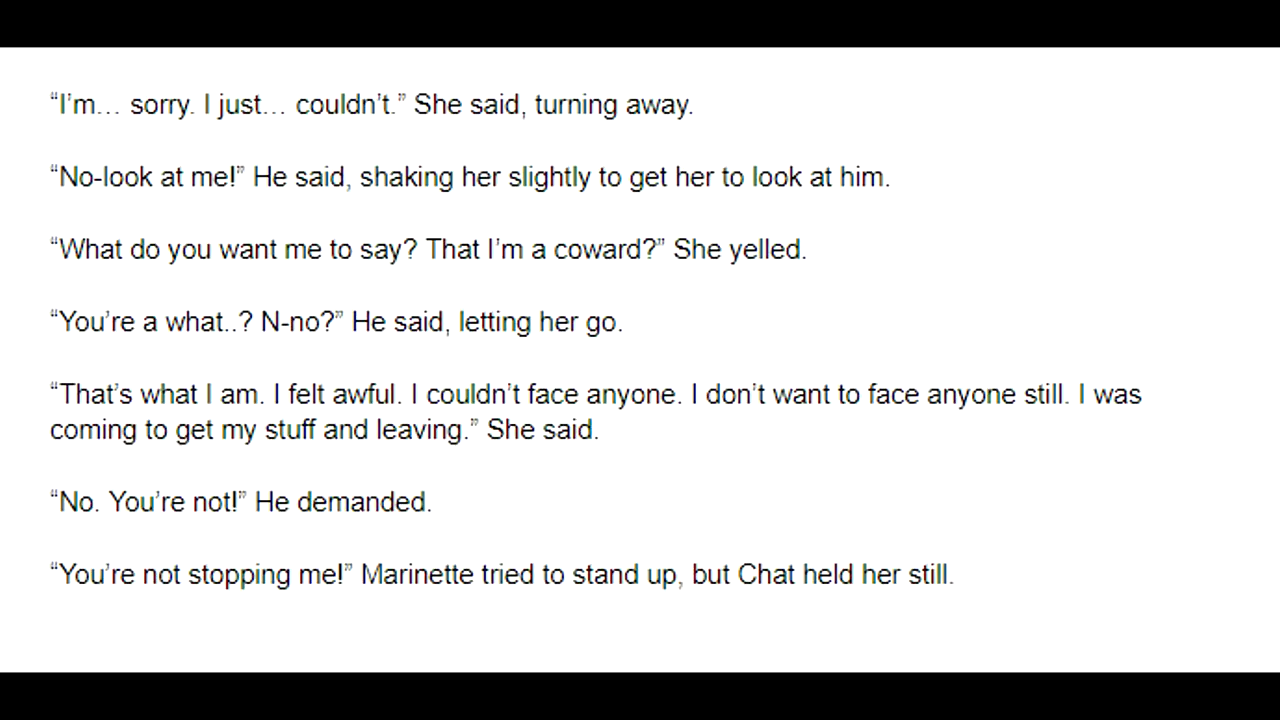 “I’m… sorry. I just… couldn’t.” She said, turning away.
“No-look at me!” He said, shaking her slightly to get her to look at him.
“What do you want me to say? That I’m a coward?” She yelled.
“You’re a what..? N-no?” He said, letting her go.
“That’s what I am. I felt awful. I couldn’t face anyone. I don’t want to face anyone still. I was
coming to get my stuff and leaving.” She said.
“No. You’re not!” He demanded.
“You’re not stopping me!” Marinette tried to stand up, but Chat held her still.